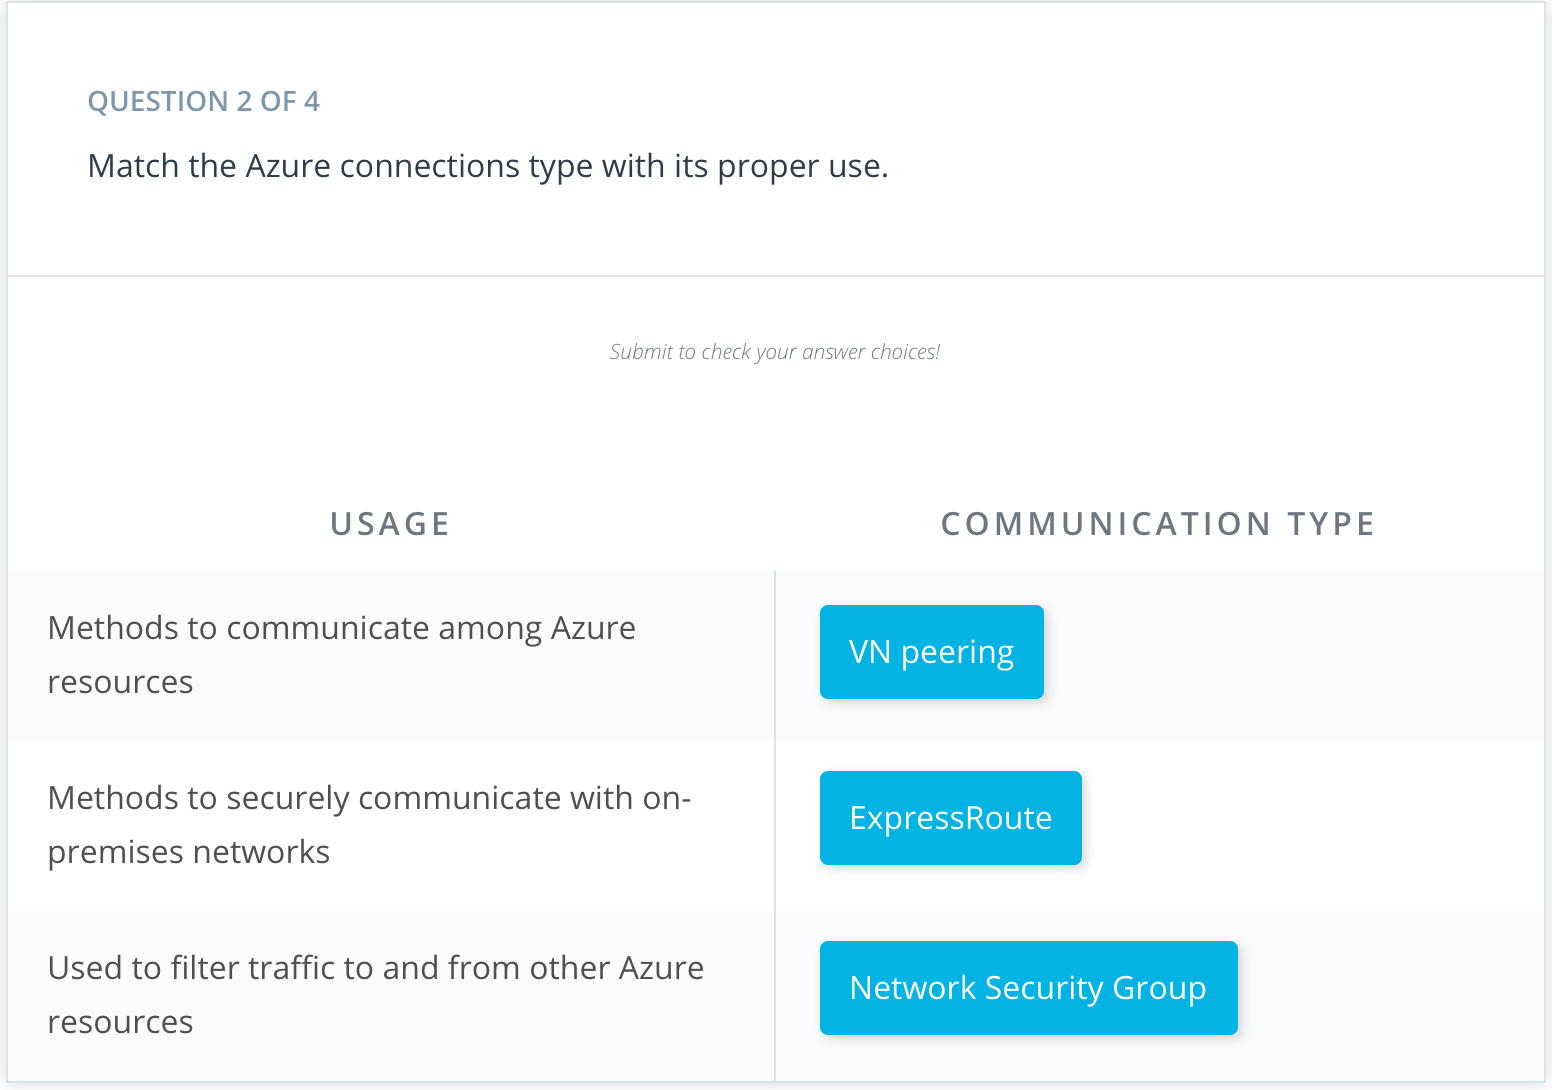 QUESTION 2 OF 4
Match the Azure connections type with its proper use.
Submit to check your answer choices!
USAGE
COMMUNICATION TYPE
Methods to communicate among Azure
resources
VN peering
Methods to securely communicate with on-
premises networks
ExpressRoute
Used to filter traffic to and from other Azure
resources
Network Security Group